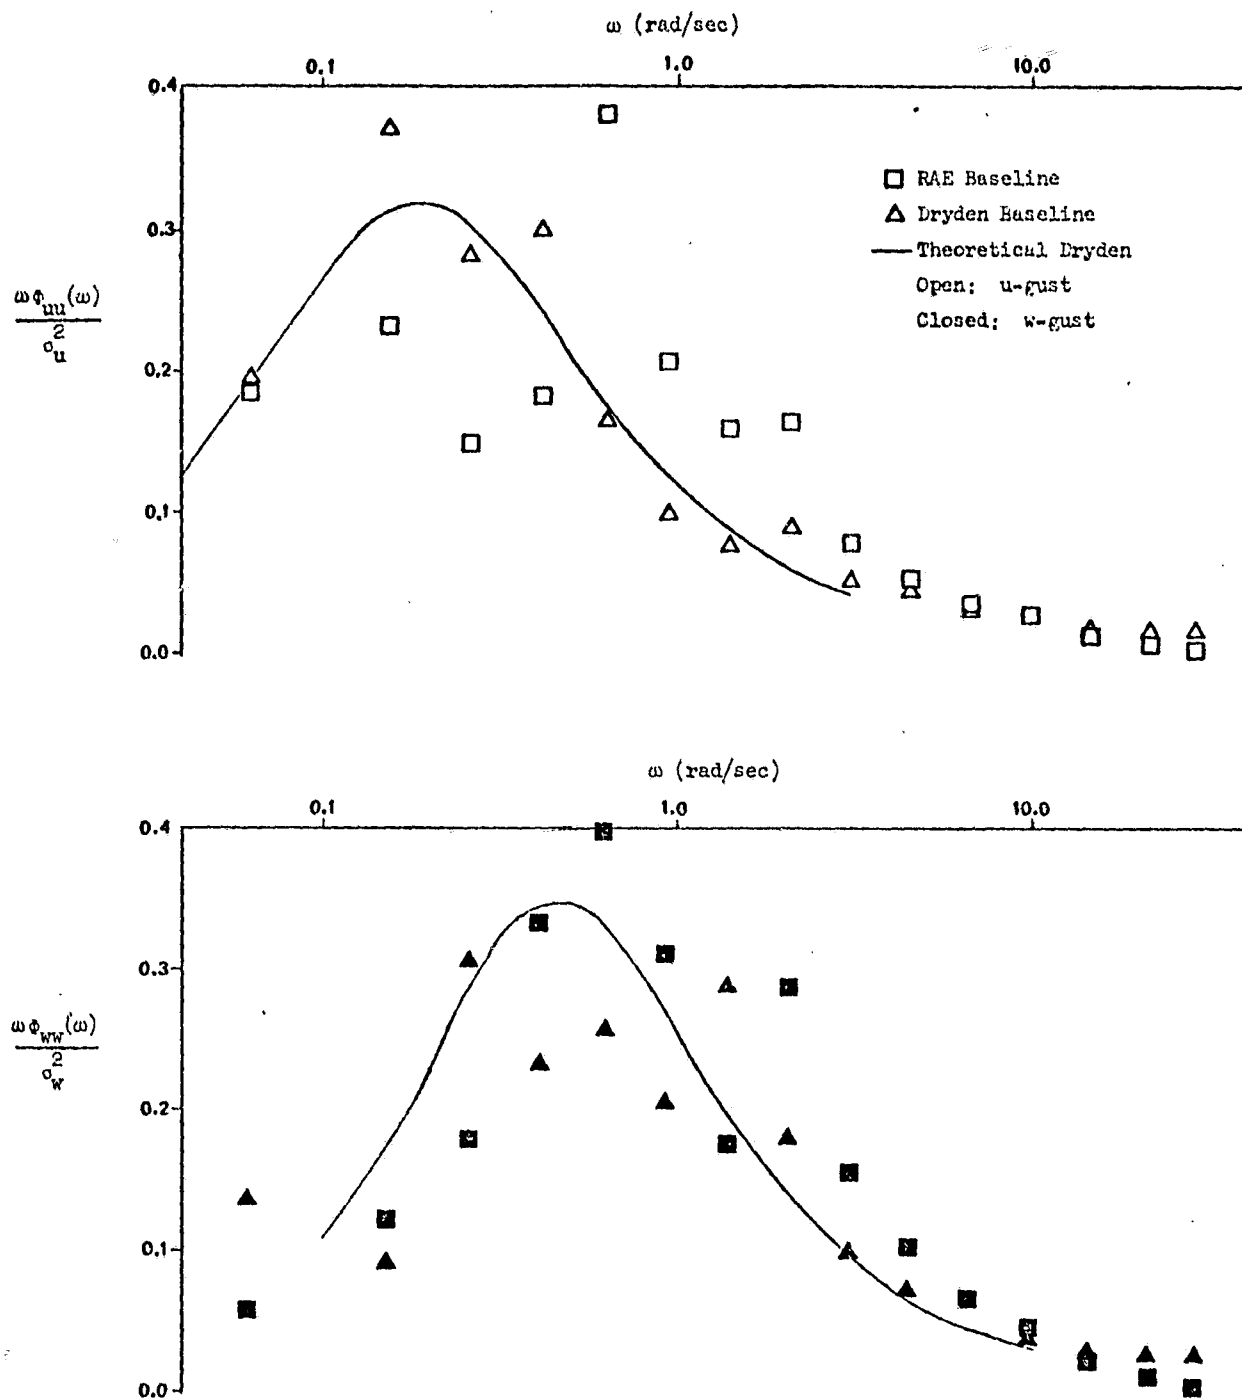 ω (rad/sec)
0.1 1.0 10.0
0.4
0.3
0.2
0.1
0.0
ωΦuu(ω)
σ²u
RAE Baseline
Dryden Baseline
Theoretical Dryden
Open: u-gust
Closed: w-gust
ω (rad/sec)
0.1 1.0 10.0
0.4
0.3
0.2
0.1
0.0
ωΦww(ω)
σ²w